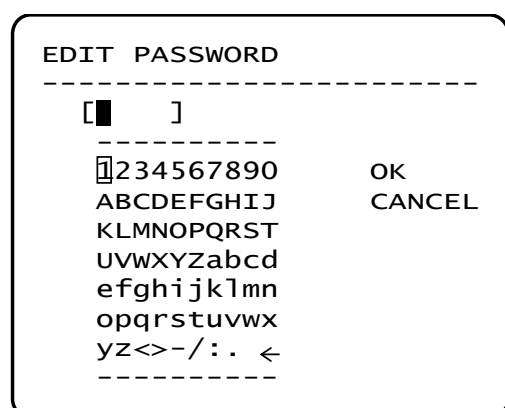 EDIT PASSWORD
------------------------
[█   ]
----------
1234567890 OK
ABCDEFGHIJ CANCEL
KLMNOPQRST
UVWXYZabcd
efghijklmn
opqrstuvwx
yz<>-/:. ←
----------